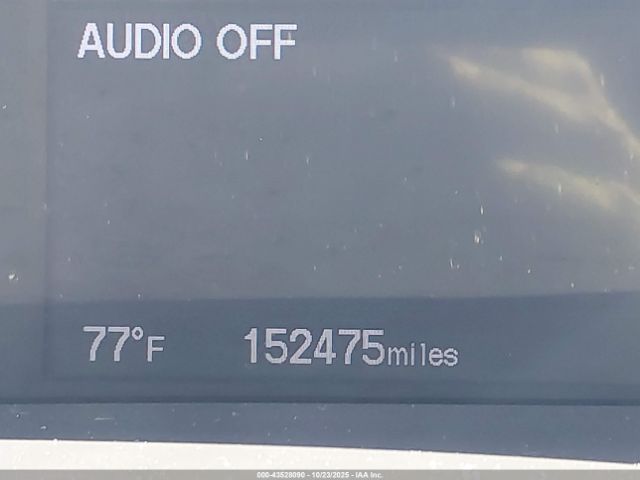 AUDIO OFF
77°F 152475miles
000-43528090 - 10/23/2025 - IAA Inc.